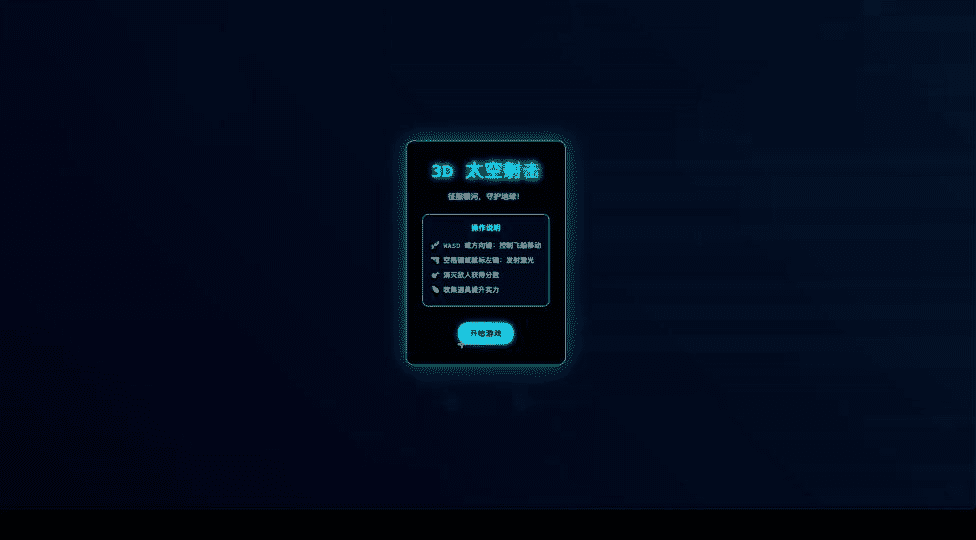 3D 太空射击
征服银河，守护地球！
操作说明
WASD 或方向键：控制飞船移动
空格键或鼠标左键：发射激光
消灭敌人获得分数
收集道具提升实力
开始游戏